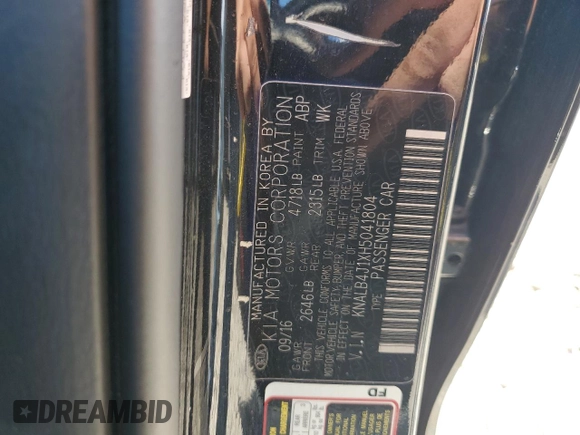 MANUFACTURED IN KOREA BY
KIA MOTORS CORPORATION
09/16 GVWR 4718LB PAINT ABP
GAWR FRONT 2646LB GAWR REAR 2315LB TRIM WK
THIS VEHICLE CONFORMS TO ALL APPLICABLE U.S.A. FEDERAL
MOTOR VEHICLE SAFETY, BUMPER, AND THEFT PREVENTION STANDARDS
IN EFFECT ON THE DATE OF MANUFACTURE SHOWN ABOVE.
V.I.N KNALB4J1XH5041804
TYPE PASSENGER CAR
KIA
FD
DREAMBID